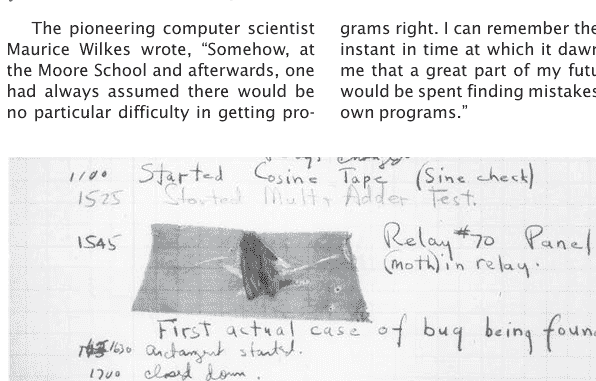 The pioneering computer scientist
Maurice Wilkes wrote, “Somehow, at
the Moore School and afterwards, one
had always assumed there would be
no particular difficulty in getting pro-
grams right. I can remember the
instant in time at which it dawn
me that a great part of my futu
would be spent finding mistakes
own programs.”
1100 Started Cosine Tape (Sine check)
1525 Started Mult+ Adder Test.
1545 Relay #70 Panel
(moth) in relay.
First actual case of bug being foun
1630 arctangent started.
1700 closed down.